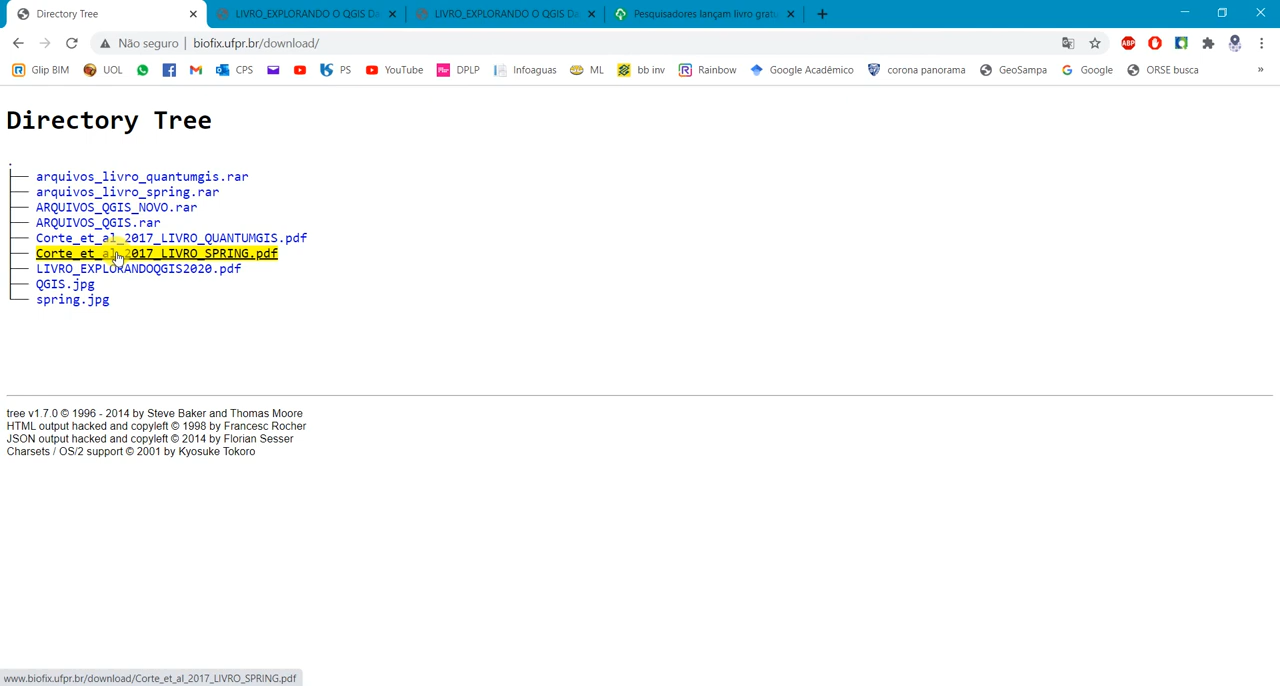 Directory Tree
LIVRO_EXPLORANDO O QGIS Da
LIVRO_EXPLORANDO O QGIS Da
Pesquisadores lançam livro gratu
Não seguro | biofix.ufpr.br/download/
ABP
Glip BIM UOL CPS PS YouTube DPLP Infoaguas ML bb inv Rainbow Google Acadêmico corona panorama GeoSampa Google ORSE busca »
Directory Tree
.
arquivos_livro_quantumgis.rar
arquivos_livro_spring.rar
ARQUIVOS_QGIS_NOVO.rar
ARQUIVOS_QGIS.rar
Corte_et_al_2017_LIVRO_QUANTUMGIS.pdf
Corte_et_al_2017_LIVRO_SPRING.pdf
LIVRO_EXPLORANDOQGIS2020.pdf
QGIS.jpg
spring.jpg
tree v1.7.0 © 1996 - 2014 by Steve Baker and Thomas Moore
HTML output hacked and copyleft © 1998 by Francesc Rocher
JSON output hacked and copyleft © 2014 by Florian Sesser
Charsets / OS/2 support © 2001 by Kyosuke Tokoro
www.biofix.ufpr.br/download/Corte_et_al_2017_LIVRO_SPRING.pdf